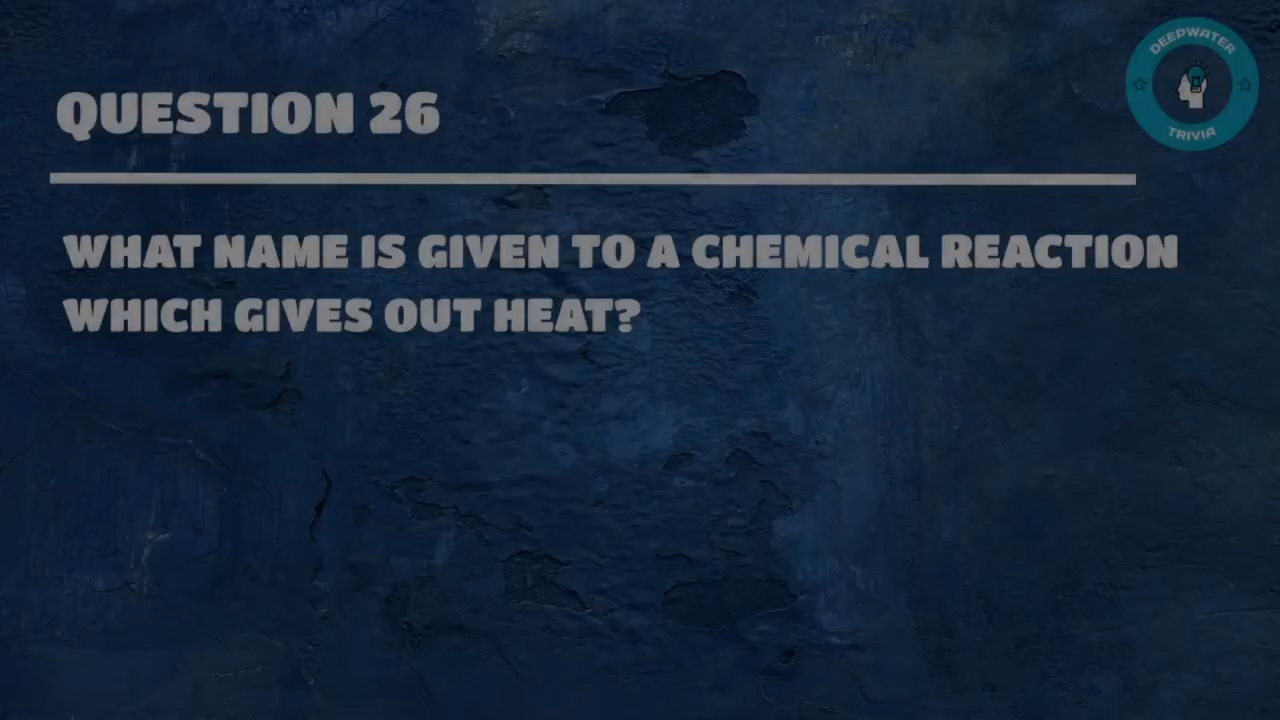 DEEPWATER
TRIVIA
QUESTION 26
WHAT NAME IS GIVEN TO A CHEMICAL REACTION
WHICH GIVES OUT HEAT?